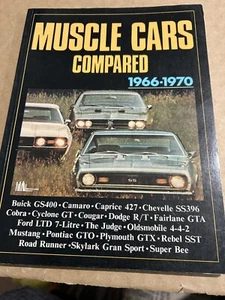 MUSCLE CARS
COMPARED
1966-1970
SS
Buick GS400 • Camaro • Caprice 427 • Chevelle SS396
Cobra • Cyclone GT • Cougar • Dodge R/T • Fairlane GTA
Ford LTD 7-Litre • The Judge • Oldsmobile 4-4-2
Mustang • Pontiac GTO • Plymouth GTX • Rebel SST
Road Runner • Skylark Gran Sport • Super Bee